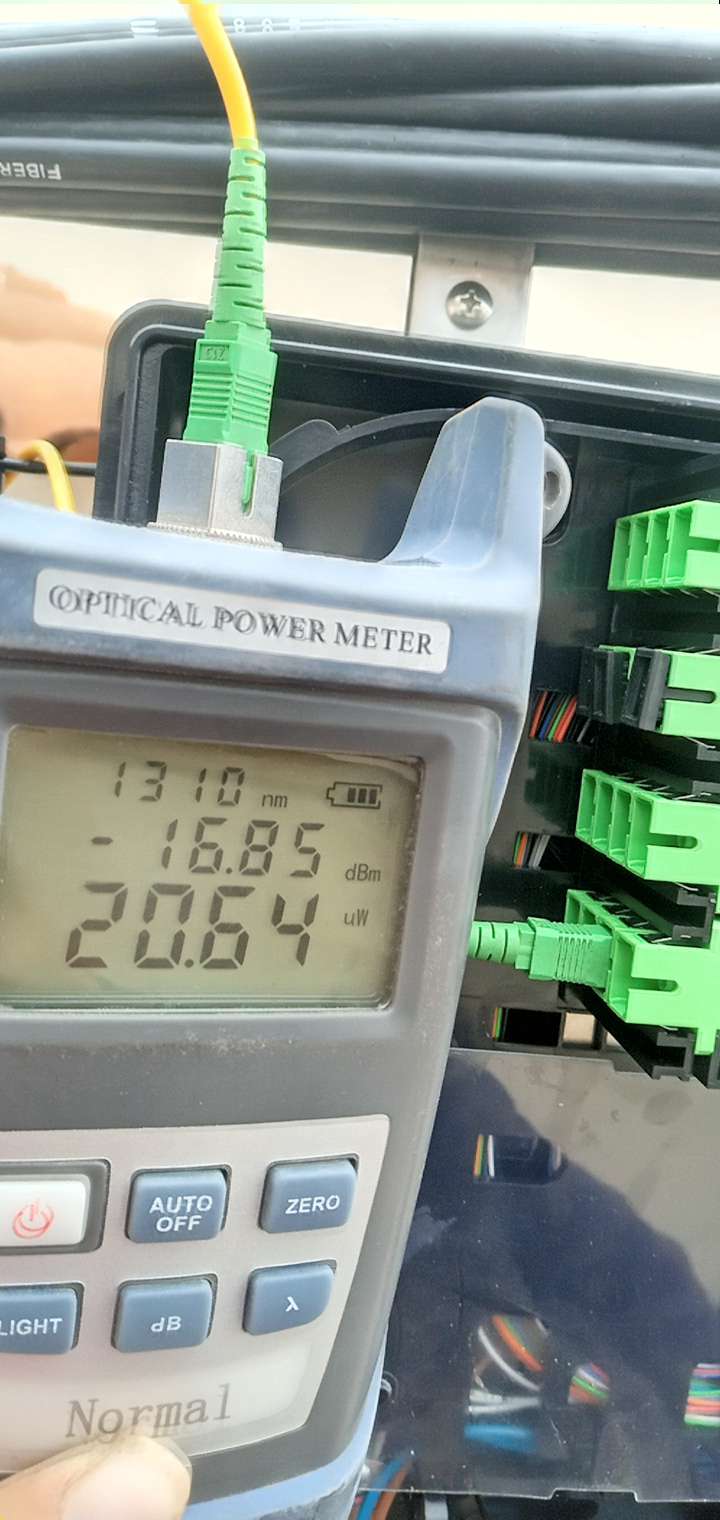 FIBER
OPTICAL POWER METER
1310 nm
-16.85 dBm
20.64 uW
AUTO OFF
ZERO
LIGHT
dB
λ
Normal